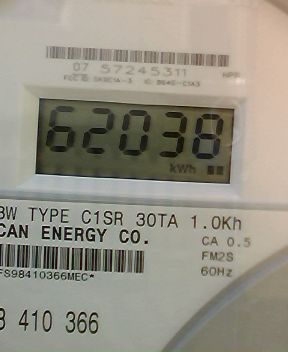 07 57245311
62038
kWh
3W TYPE C1SR 30TA 1.0Kh
CAN ENERGY CO.
CA 0.5
FM2S
60Hz
FS98410366MEC*
410 366